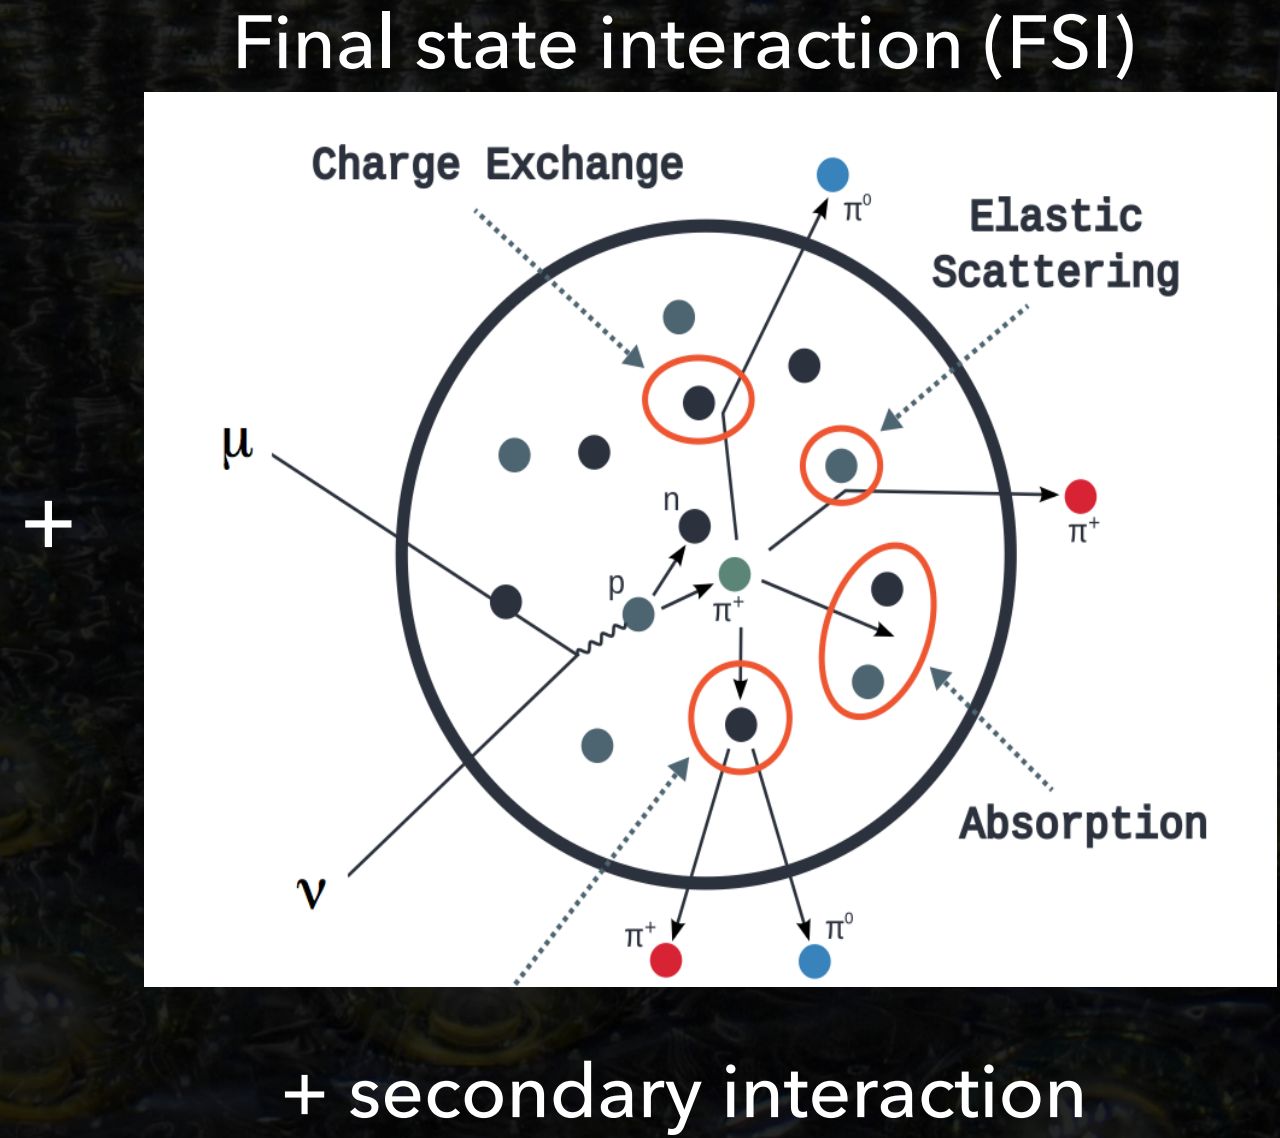 Final state interaction (FSI)
Charge Exchange
π⁰
Elastic
Scattering
μ
+
n
π⁺
p
π⁺
Absorption
ν
π⁺
π⁰
+ secondary interaction